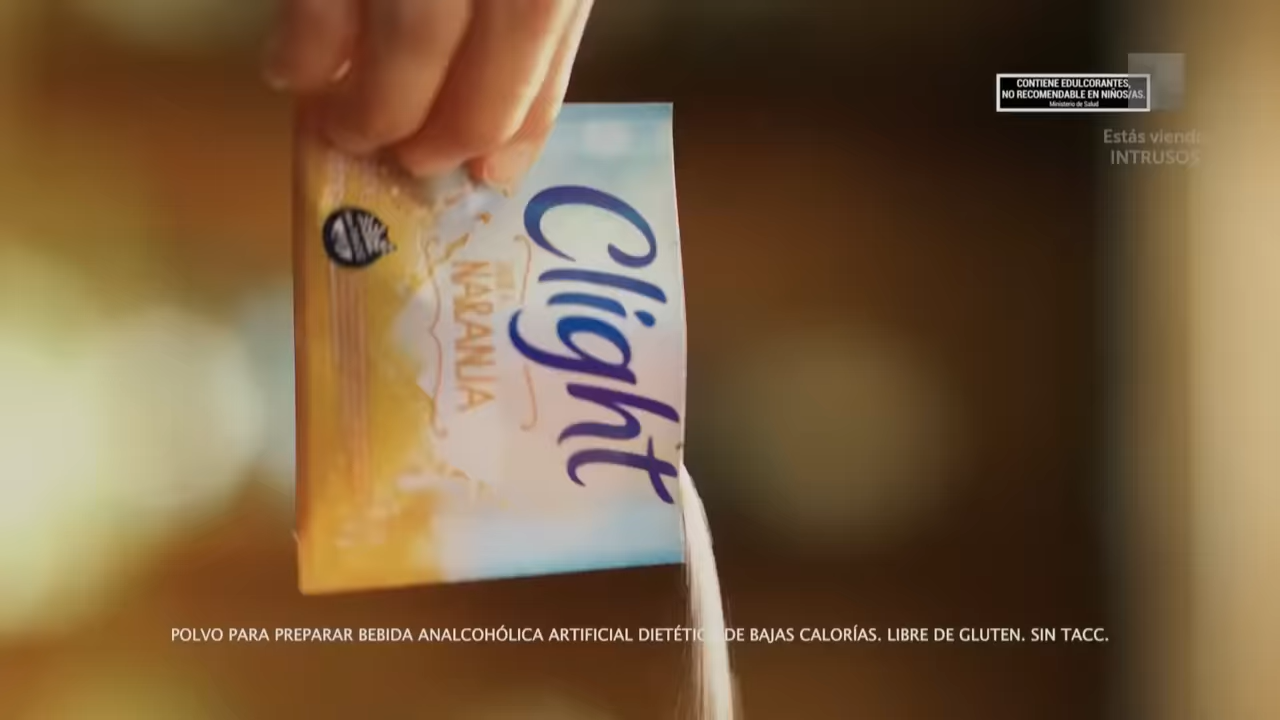 CONTIENE EDULCORANTES,
NO RECOMENDABLE EN NIÑOS/AS.
Ministerio de Salud
Estás viendo
INTRUSOS
Clight
NARANJA
POLVO PARA PREPARAR BEBIDA ANALCOHÓLICA ARTIFICIAL DIETÉTICA DE BAJAS CALORÍAS. LIBRE DE GLUTEN. SIN TACC.